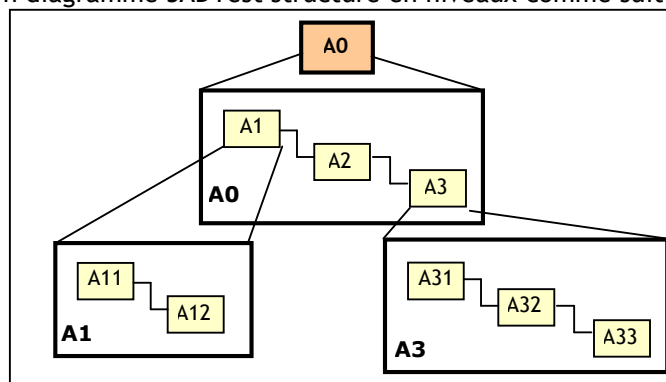 n diagramme SADT est structuré en niveaux comme suit
A0
A1
A2
A3
A0
A11
A12
A1
A31
A32
A33
A3